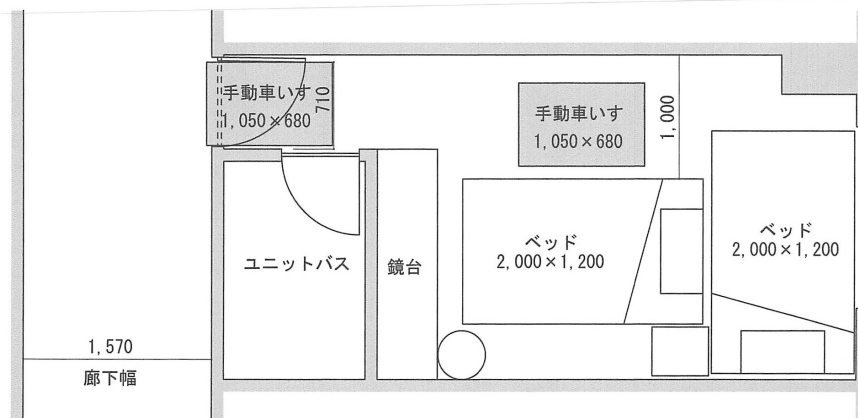 手動車いす
1,050×680
710
手動車いす
1,050×680
1,000
ベッド
2,000×1,200
ベッド
2,000×1,200
ユニットバス
鏡台
1,570
廊下幅